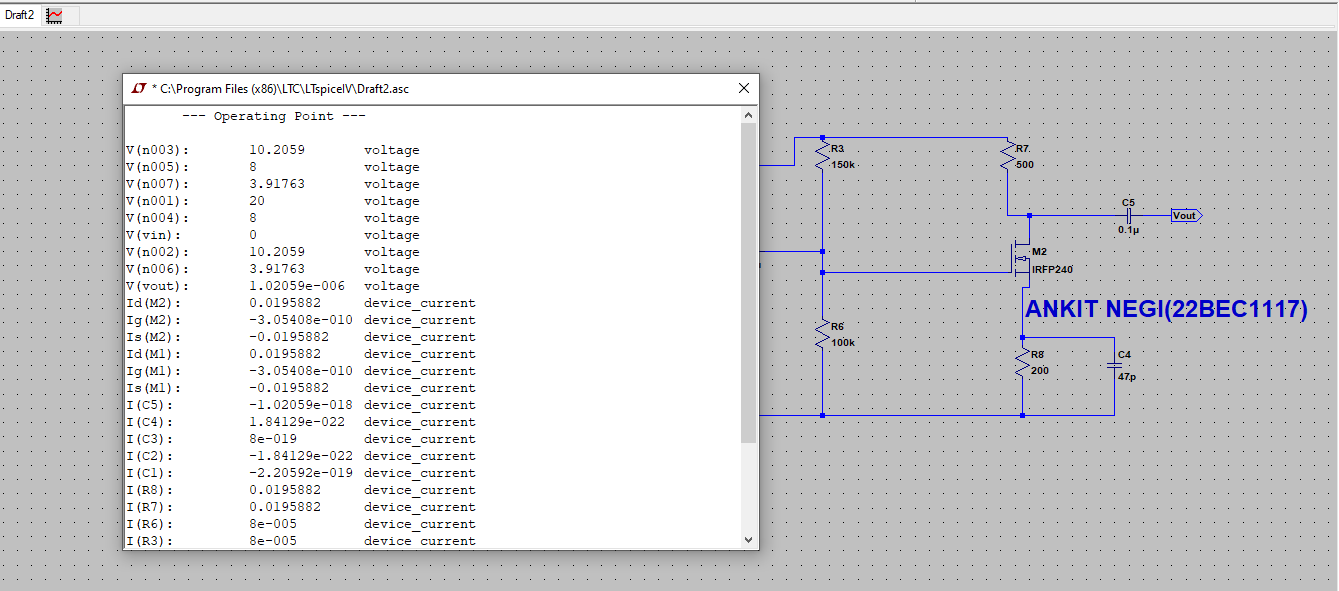 Draft2
* C:\Program Files (x86)\LTC\LTspiceIV\Draft2.asc
--- Operating Point ---
V(n003): 10.2059 voltage
V(n005): 8 voltage
V(n007): 3.91763 voltage
V(n001): 20 voltage
V(n004): 8 voltage
V(vin): 0 voltage
V(n002): 10.2059 voltage
V(n006): 3.91763 voltage
V(vout): 1.02059e-006 voltage
Id(M2): 0.0195882 device_current
Ig(M2): -3.05408e-010 device_current
Is(M2): -0.0195882 device_current
Id(M1): 0.0195882 device_current
Ig(M1): -3.05408e-010 device_current
Is(M1): -0.0195882 device_current
I(C5): -1.02059e-018 device_current
I(C4): 1.84129e-022 device_current
I(C3): 8e-019 device_current
I(C2): -1.84129e-022 device_current
I(C1): -2.20592e-019 device_current
I(R8): 0.0195882 device_current
I(R7): 0.0195882 device_current
I(R6): 8e-005 device_current
I(R3): 8e-005 device_current
R3
150k
R7
500
C5
0.1µ
Vout
M2
IRFP240
ANKIT NEGI(22BEC1117)
R6
100k
R8
200
C4
47p